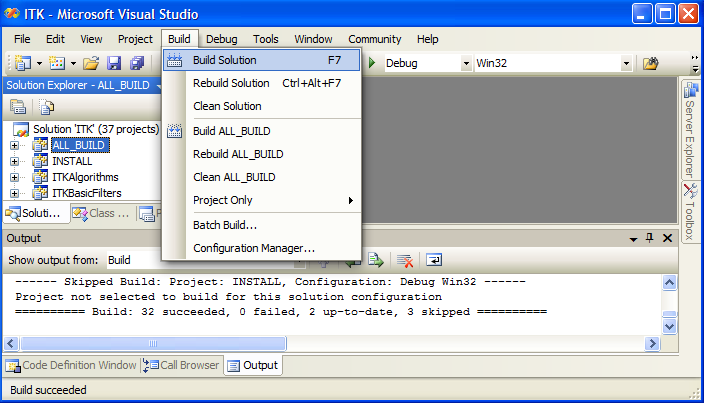 ITK - Microsoft Visual Studio
File Edit View Project Build Debug Tools Window Community Help
Debug Win32
Solution Explorer - ALL_BUILD
Solution 'ITK' (37 projects)
ALL_BUILD
INSTALL
ITKAlgorithms
ITKBasicFilters
Soluti... Class ...
Build Solution F7
Rebuild Solution Ctrl+Alt+F7
Clean Solution
Build ALL_BUILD
Rebuild ALL_BUILD
Clean ALL_BUILD
Project Only
Batch Build...
Configuration Manager...
Server Explorer
Toolbox
Output
Show output from: Build
------ Skipped Build: Project: INSTALL, Configuration: Debug Win32 ------
Project not selected to build for this solution configuration
========== Build: 32 succeeded, 0 failed, 2 up-to-date, 3 skipped ==========
Code Definition Window Call Browser Output
Build succeeded